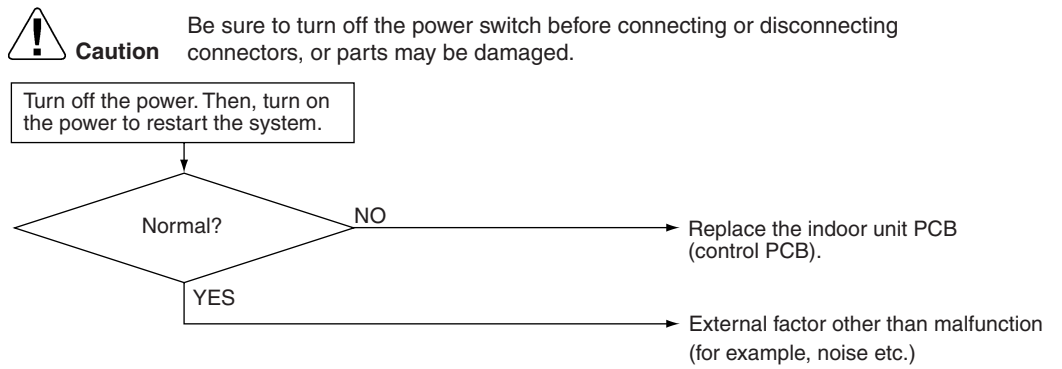 Be sure to turn off the power switch before connecting or disconnecting
Caution connectors, or parts may be damaged.
Turn off the power. Then, turn on
the power to restart the system.
Normal?
NO
Replace the indoor unit PCB
(control PCB).
YES
External factor other than malfunction
(for example, noise etc.)